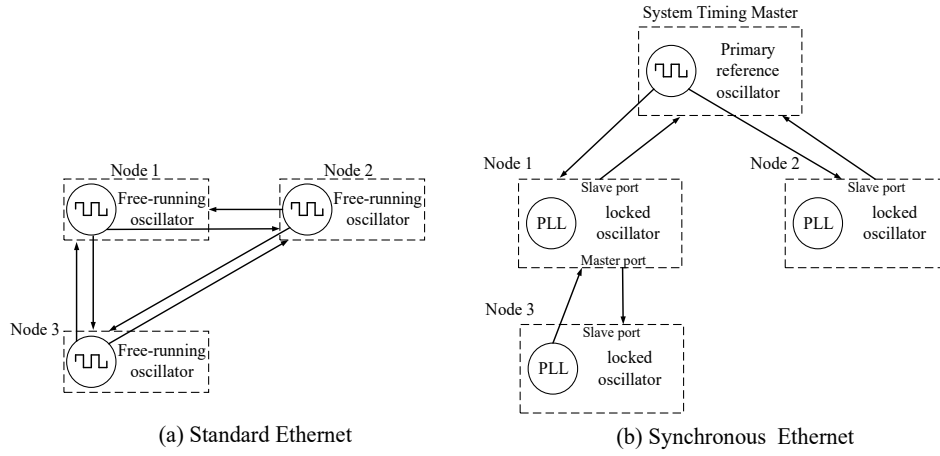 Node 1
Node 2
Free-running
oscillator
Free-running
oscillator
Node 3
Free-running
oscillator
(a) Standard Ethernet
System Timing Master
Primary
reference
oscillator
Node 1
Slave port
PLL
locked
oscillator
Master port
Node 2
Slave port
PLL
locked
oscillator
Node 3
Slave port
PLL
locked
oscillator
(b) Synchronous Ethernet